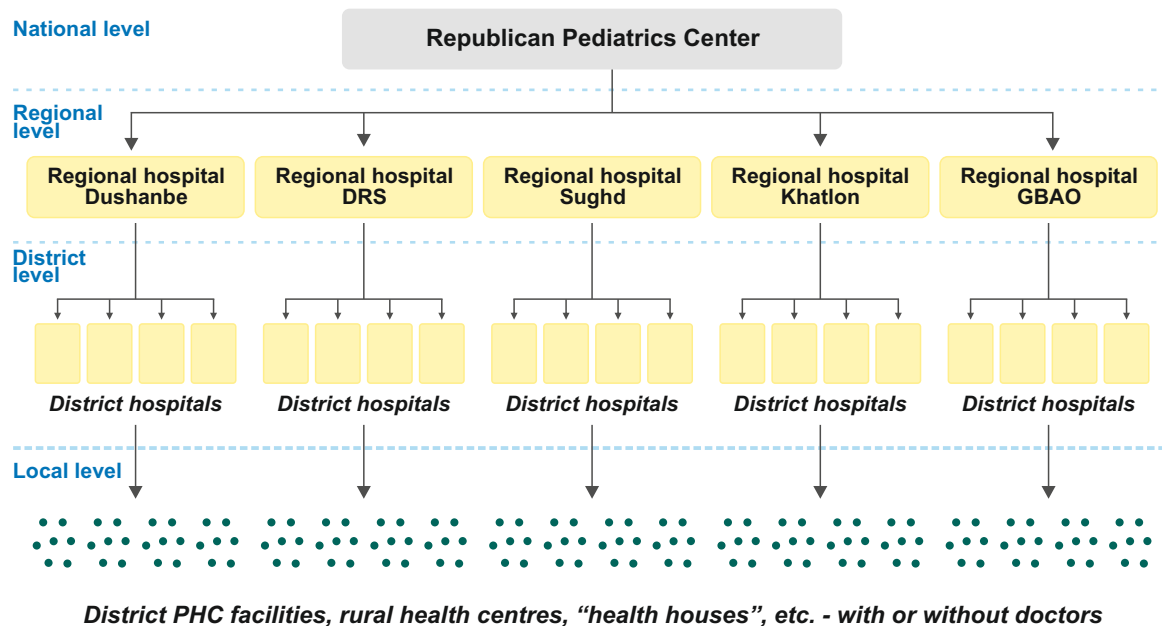 National level
Republican Pediatrics Center
Regional
level
Regional hospital
Dushanbe
Regional hospital
DRS
Regional hospital
Sughd
Regional hospital
Khatlon
Regional hospital
GBAO
District
level
District hospitals
District hospitals
District hospitals
District hospitals
District hospitals
Local level
District PHC facilities, rural health centres, “health houses”, etc. - with or without doctors